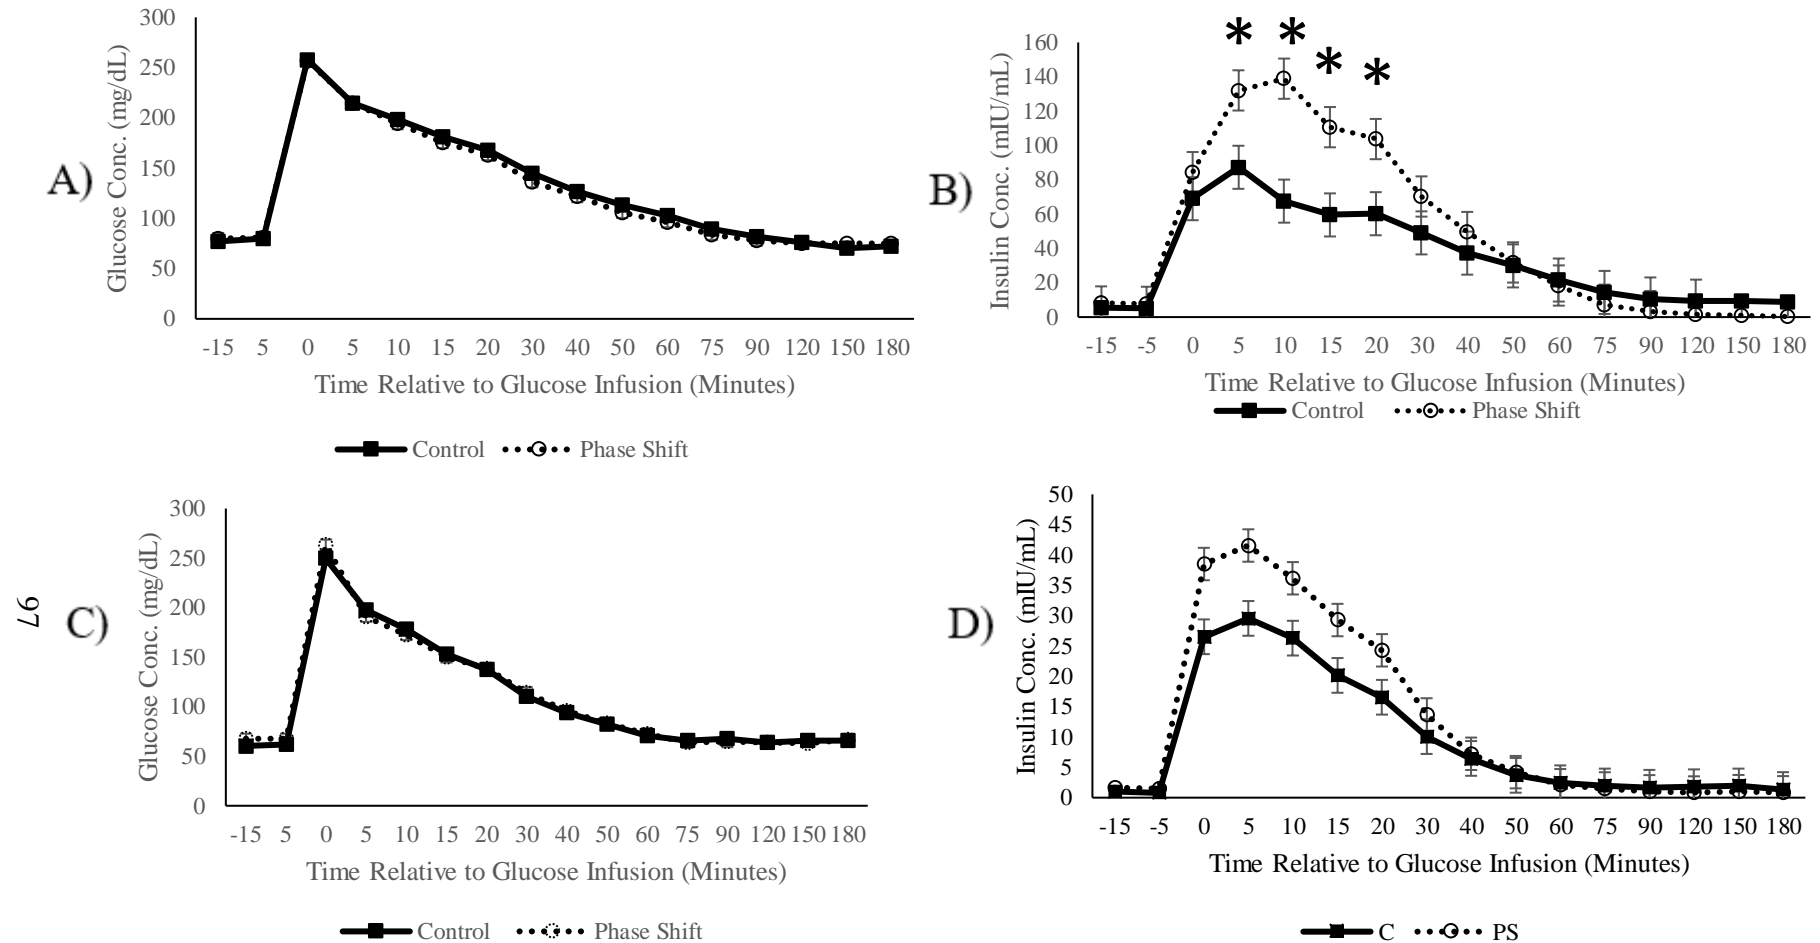 A)
Glucose Conc. (mg/dL)
300
250
200
150
100
50
0
-15 5 0 5 10 15 20 30 40 50 60 75 90 120 150 180
Time Relative to Glucose Infusion (Minutes)
Control Phase Shift
B)
Insulin Conc. (mIU/mL)
160
140
120
100
80
60
40
20
0
* * * *
-15 -5 0 5 10 15 20 30 40 50 60 75 90 120 150 180
Time Relative to Glucose Infusion (Minutes)
Control Phase Shift
97
C)
Glucose Conc. (mg/dL)
300
250
200
150
100
50
0
-15 5 0 5 10 15 20 30 40 50 60 75 90 120 150 180
Time Relative to Glucose Infusion (Minutes)
Control Phase Shift
D)
Insulin Conc. (mIU/mL)
50
45
40
35
30
25
20
15
10
5
0
-15 -5 0 5 10 15 20 30 40 50 60 75 90 120 150 180
Time Relative to Glucose Infusion (Minutes)
C PS